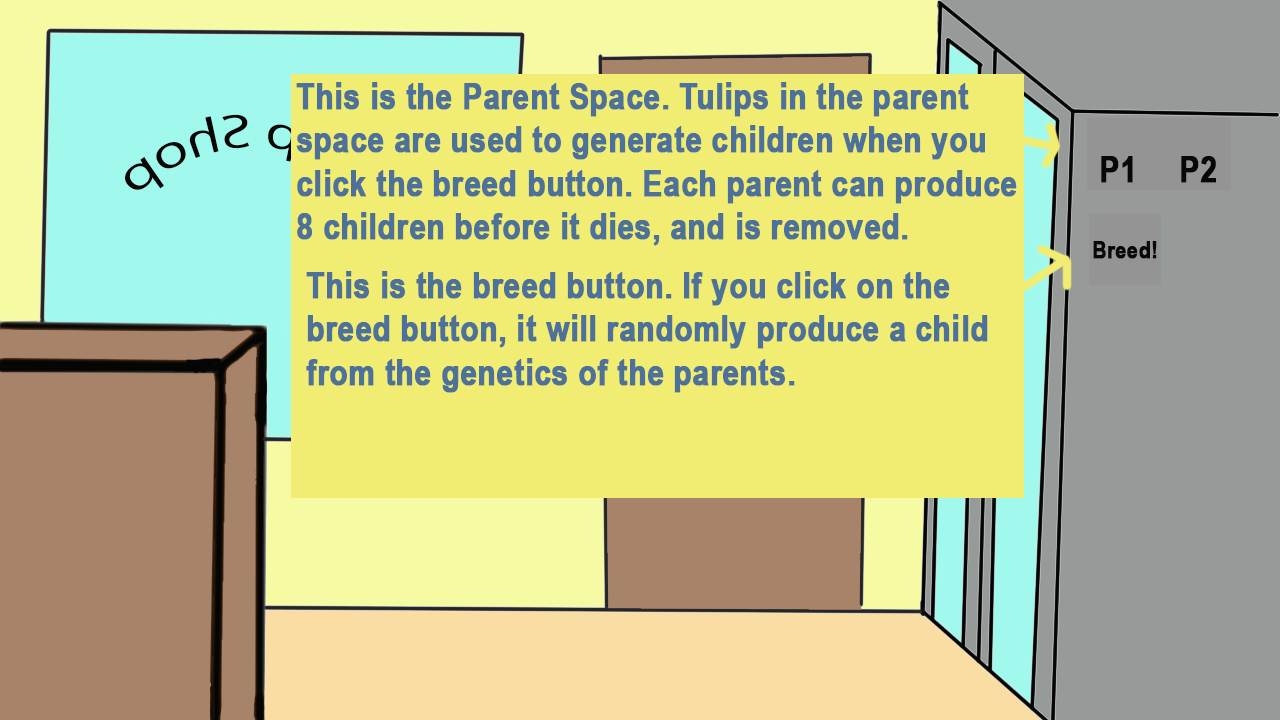 This is the Parent Space. Tulips in the parent
space are used to generate children when you
click the breed button. Each parent can produce
8 children before it dies, and is removed.
This is the breed button. If you click on the
breed button, it will randomly produce a child
from the genetics of the parents.
P1 P2
Breed!
Shop